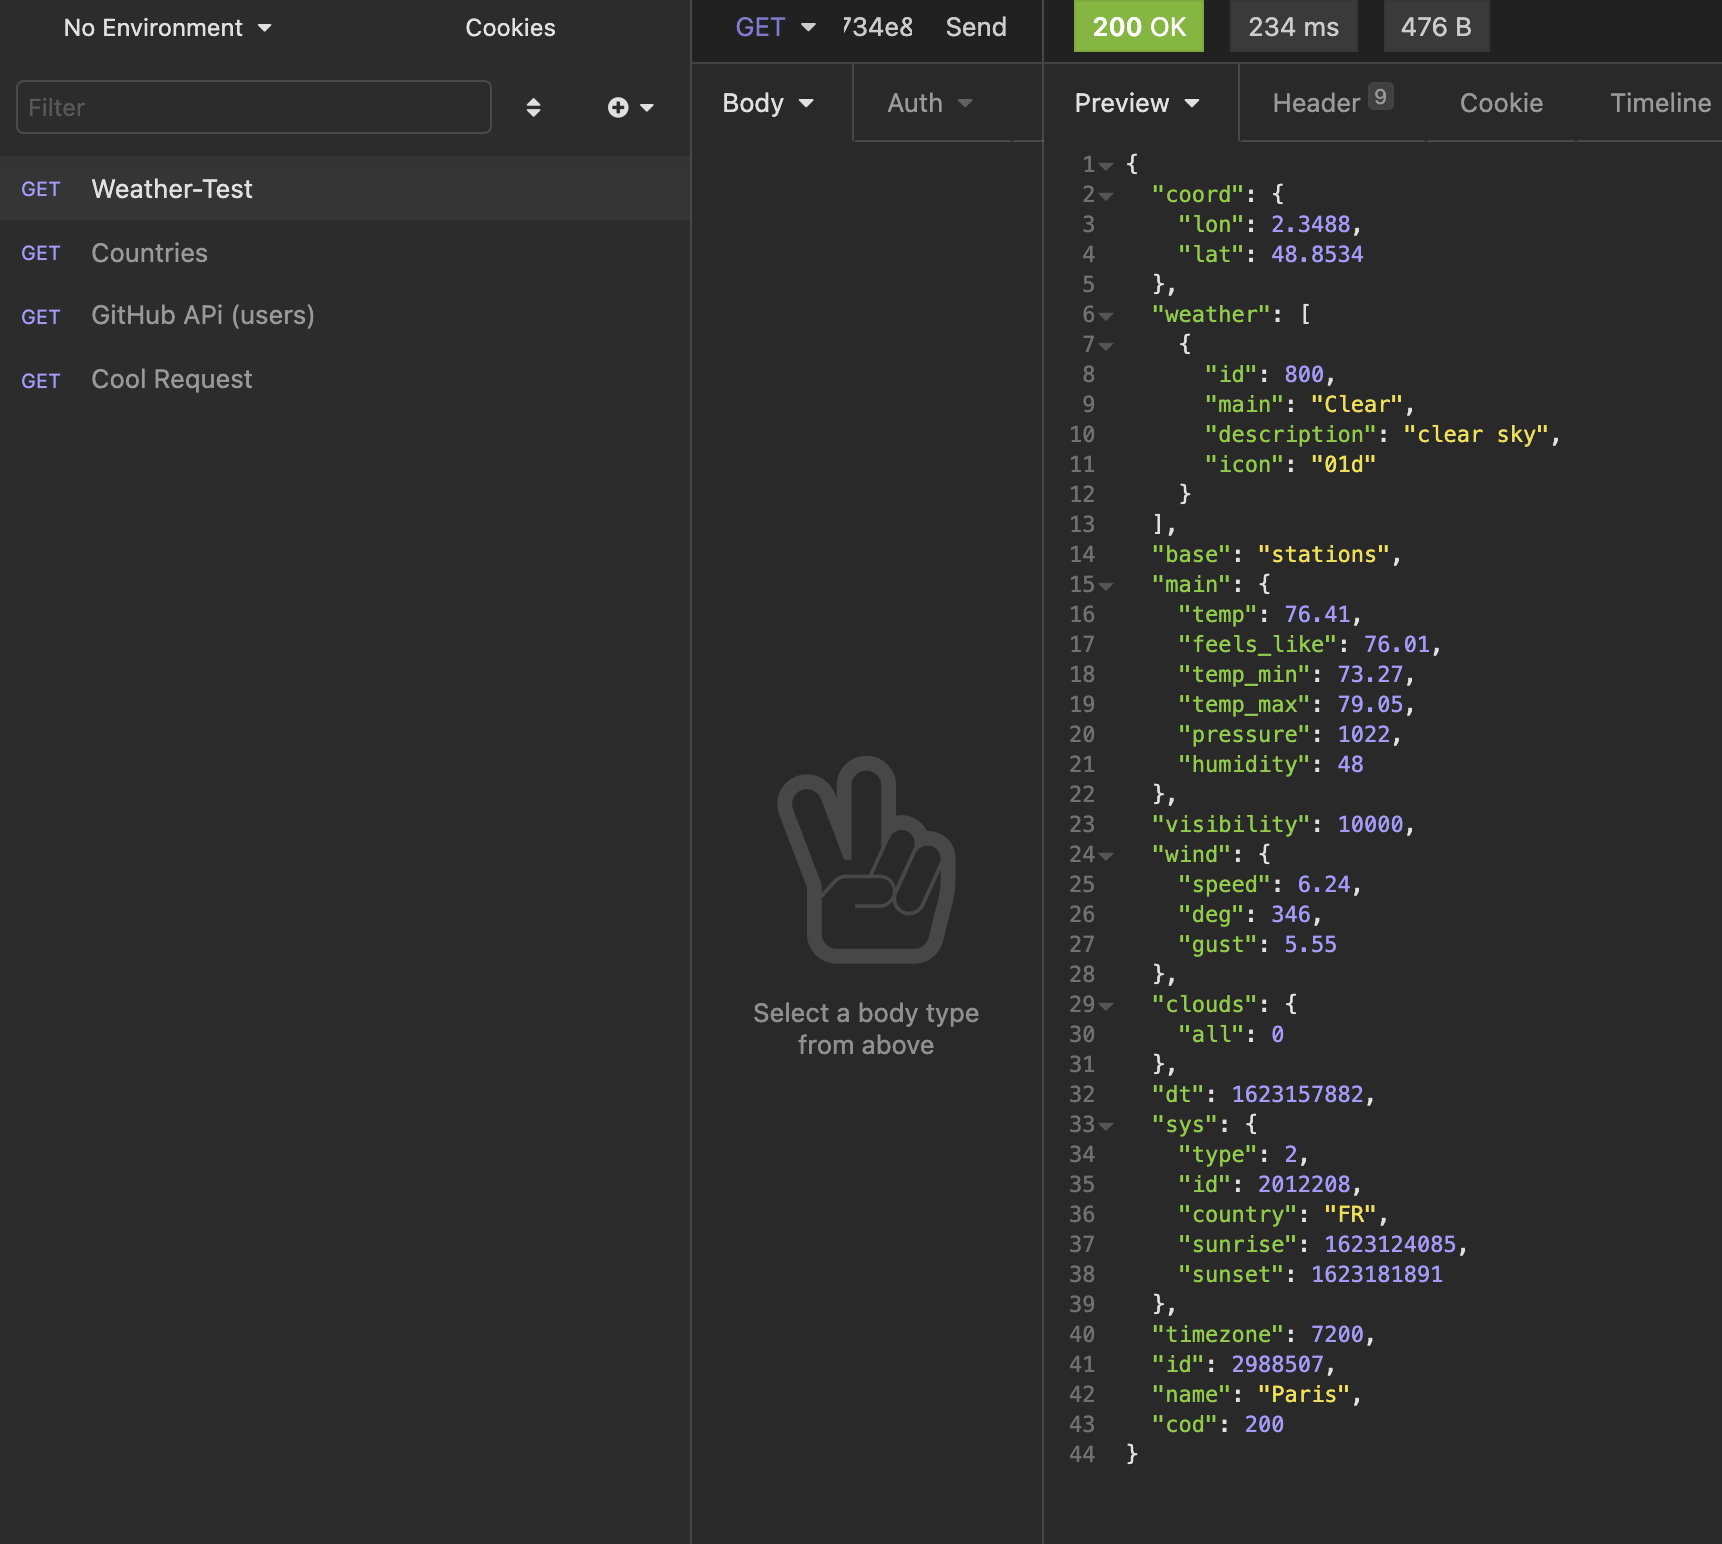 No Environment
Cookies
Filter
GET Weather-Test
GET Countries
GET GitHub APi (users)
GET Cool Request
GET 734e8 Send
Body
Auth
Select a body type
from above
200 OK
234 ms
476 B
Preview
Header 9
Cookie
Timeline
1 {
2 "coord": {
3 "lon": 2.3488,
4 "lat": 48.8534
5 },
6 "weather": [
7 {
8 "id": 800,
9 "main": "Clear",
10 "description": "clear sky",
11 "icon": "01d"
12 }
13 ],
14 "base": "stations",
15 "main": {
16 "temp": 76.41,
17 "feels_like": 76.01,
18 "temp_min": 73.27,
19 "temp_max": 79.05,
20 "pressure": 1022,
21 "humidity": 48
22 },
23 "visibility": 10000,
24 "wind": {
25 "speed": 6.24,
26 "deg": 346,
27 "gust": 5.55
28 },
29 "clouds": {
30 "all": 0
31 },
32 "dt": 1623157882,
33 "sys": {
34 "type": 2,
35 "id": 2012208,
36 "country": "FR",
37 "sunrise": 1623124085,
38 "sunset": 1623181891
39 },
40 "timezone": 7200,
41 "id": 2988507,
42 "name": "Paris",
43 "cod": 200
44 }